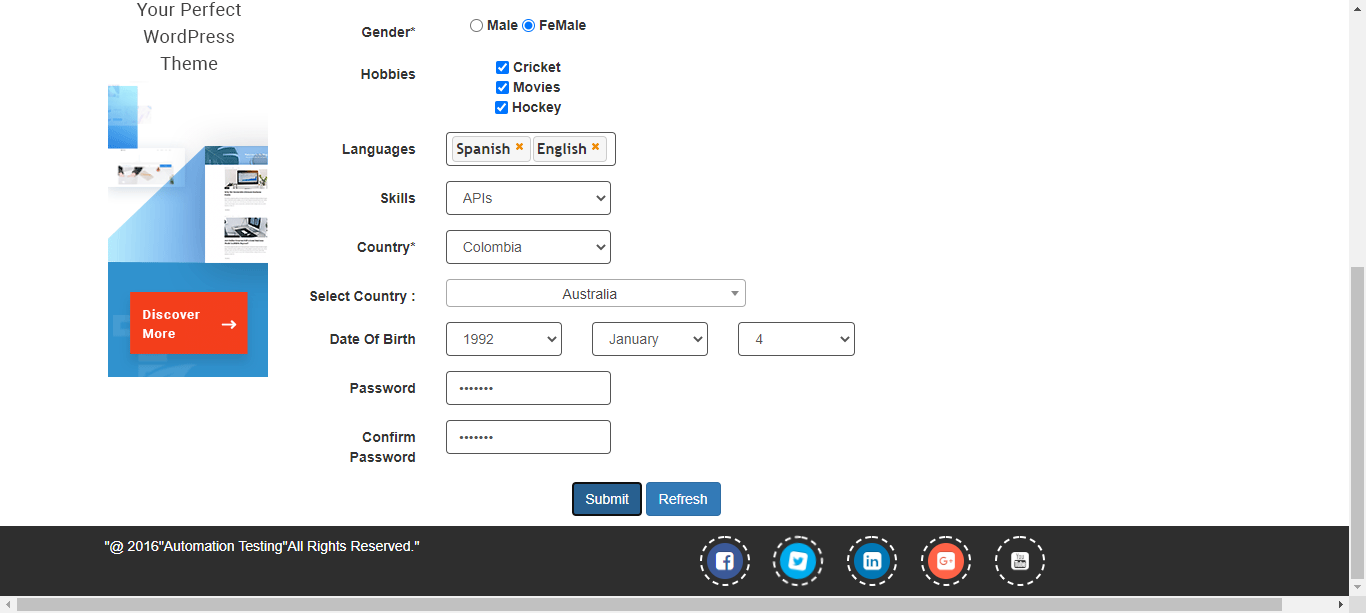 Your Perfect
WordPress
Theme
Discover
More
Gender*
Male FeMale
Hobbies
Cricket
Movies
Hockey
Languages
Spanish English
Skills
APIs
Country*
Colombia
Select Country :
Australia
Date Of Birth
1992 January 4
Password
•••••••
Confirm
Password
•••••••
Submit Refresh
"@ 2016"Automation Testing"All Rights Reserved."
You
Tube